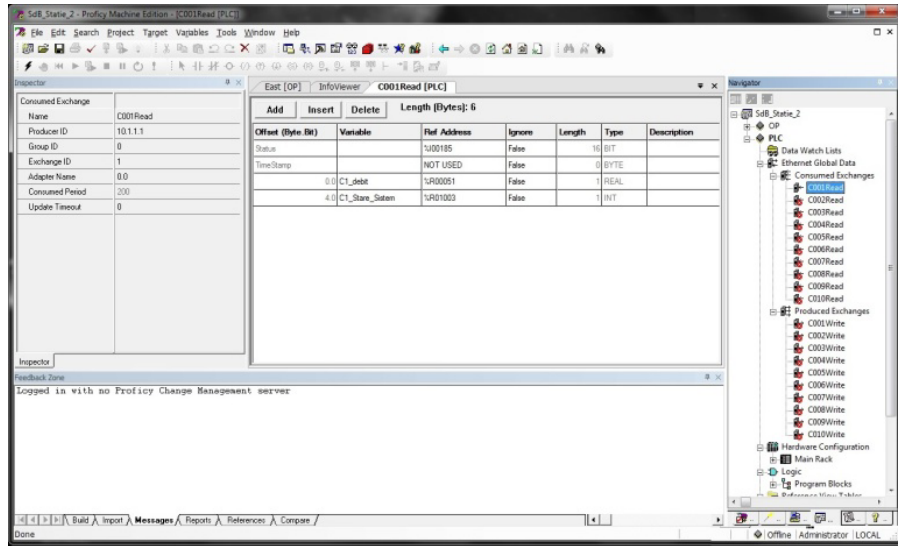 SdB_Statie_2 - Proficy Machine Edition - [C001Read [PLC]]
File Edit Search Project Target Variables Tools Window Help
Inspector
Consumed Exchange
Name C001Read
Producer ID 10.1.1.1
Group ID 0
Exchange ID 1
Adapter Name 0.0
Consumed Period 200
Update Timeout 0
Inspector
East [OP] InfoViewer C001Read [PLC]
Add Insert Delete Length (Bytes): 6
Offset (Byte.Bit) Variable Ref Address Ignore Length Type Description
Status %I00185 False 16 BIT
TimeStamp NOT USED False 0 BYTE
0.0 C1_debit %R00051 False 1 REAL
4.0 C1_Stare_Sistem %R01003 False 1 INT
Navigator
SdB_Statie_2
OP
PLC
Data Watch Lists
Ethernet Global Data
Consumed Exchanges
C001Read
C002Read
C003Read
C004Read
C005Read
C006Read
C007Read
C008Read
C009Read
C010Read
Produced Exchanges
C001Write
C002Write
C003Write
C004Write
C005Write
C006Write
C007Write
C008Write
C009Write
C010Write
Hardware Configuration
Main Rack
Logic
Program Blocks
Reference View Tables
Feedback Zone
Logged in with no Proficy Change Management server
Build Import Messages Reports References Compare
Done
Offline Administrator LOCAL